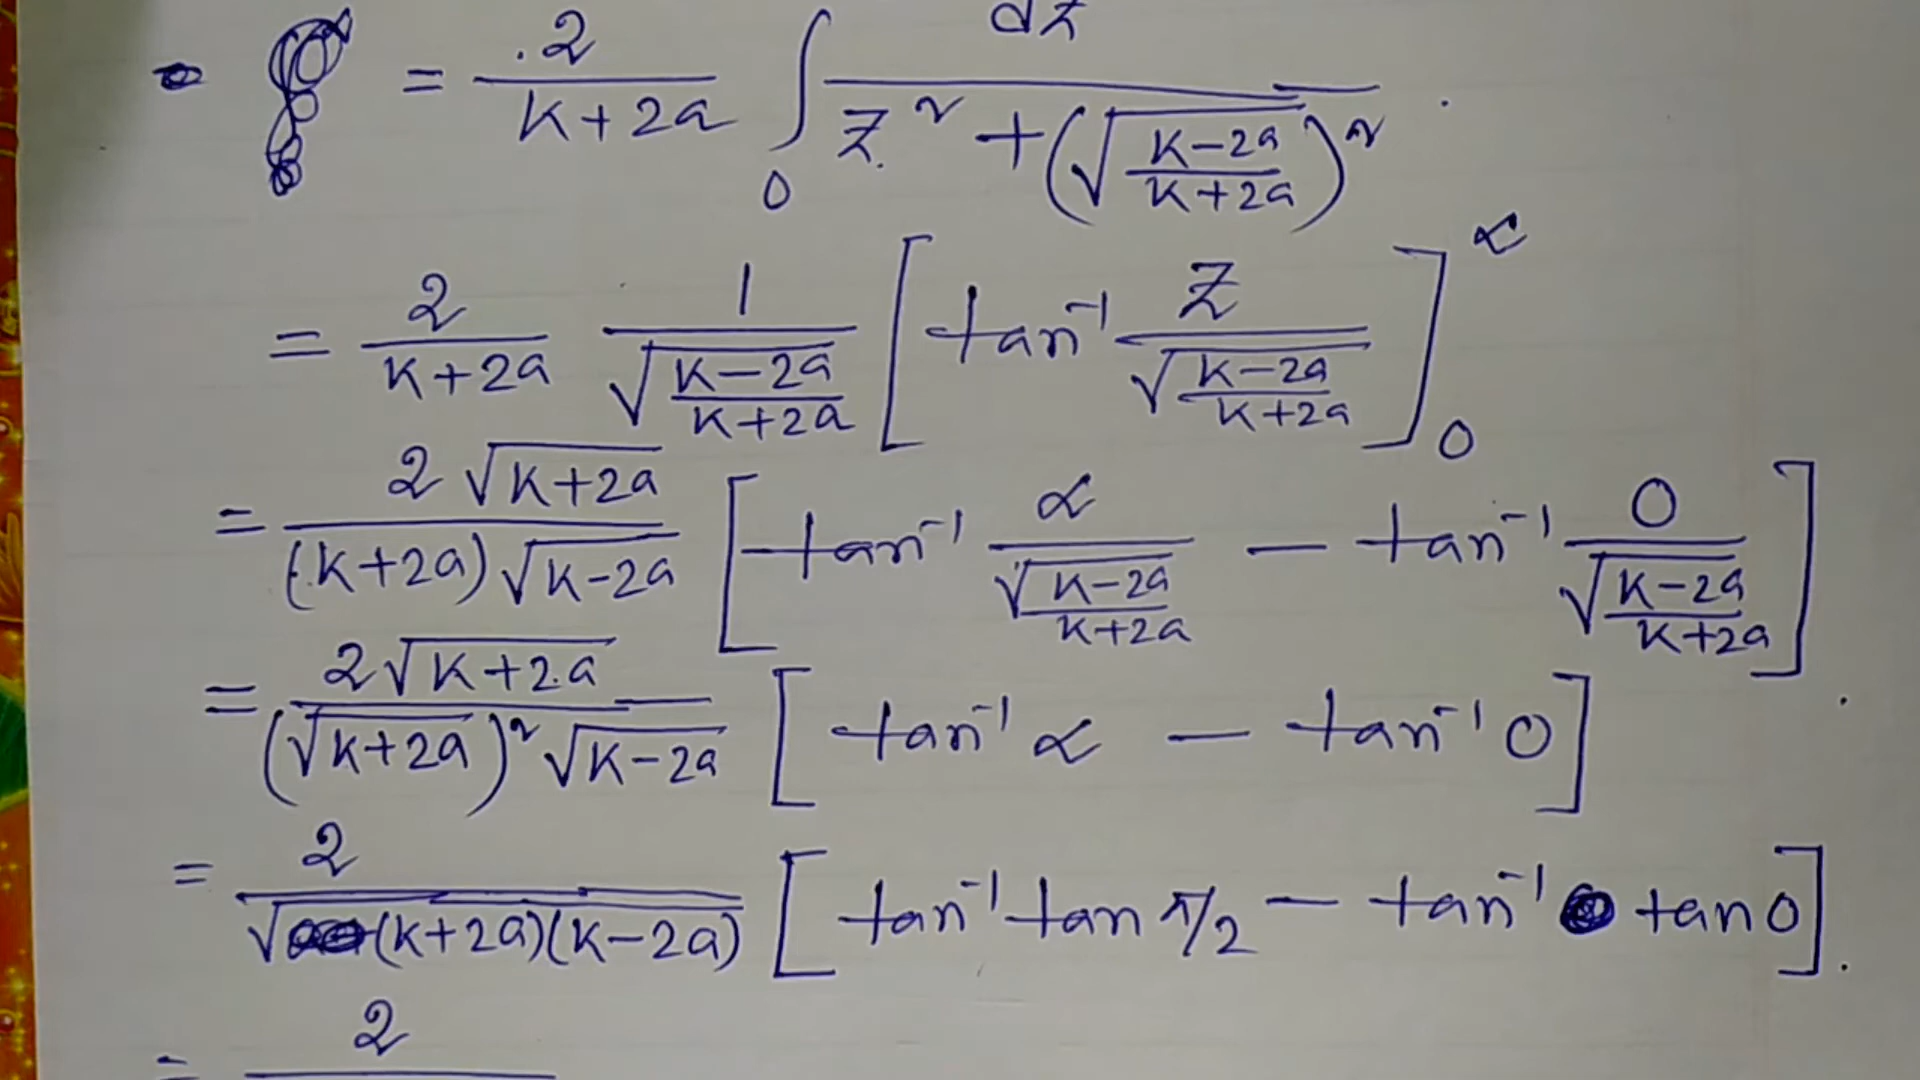 = 2/(K+2a) ∫₀ dz/(z² + (√((K-2a)/(K+2a)))²)
= 2/(K+2a) 1/√((K-2a)/(K+2a)) [tan⁻¹ z/√((K-2a)/(K+2a))]₀^∝
= 2√(K+2a)/((K+2a)√(K-2a)) [tan⁻¹ ∝/√((K-2a)/(K+2a)) - tan⁻¹ 0/√((K-2a)/(K+2a))]
= 2√(K+2a)/((√(K+2a))²√(K-2a)) [tan⁻¹ ∝ - tan⁻¹ 0]
= 2/√((K+2a)(K-2a)) [tan⁻¹ tan π/2 - tan⁻¹ tan 0].
= 2